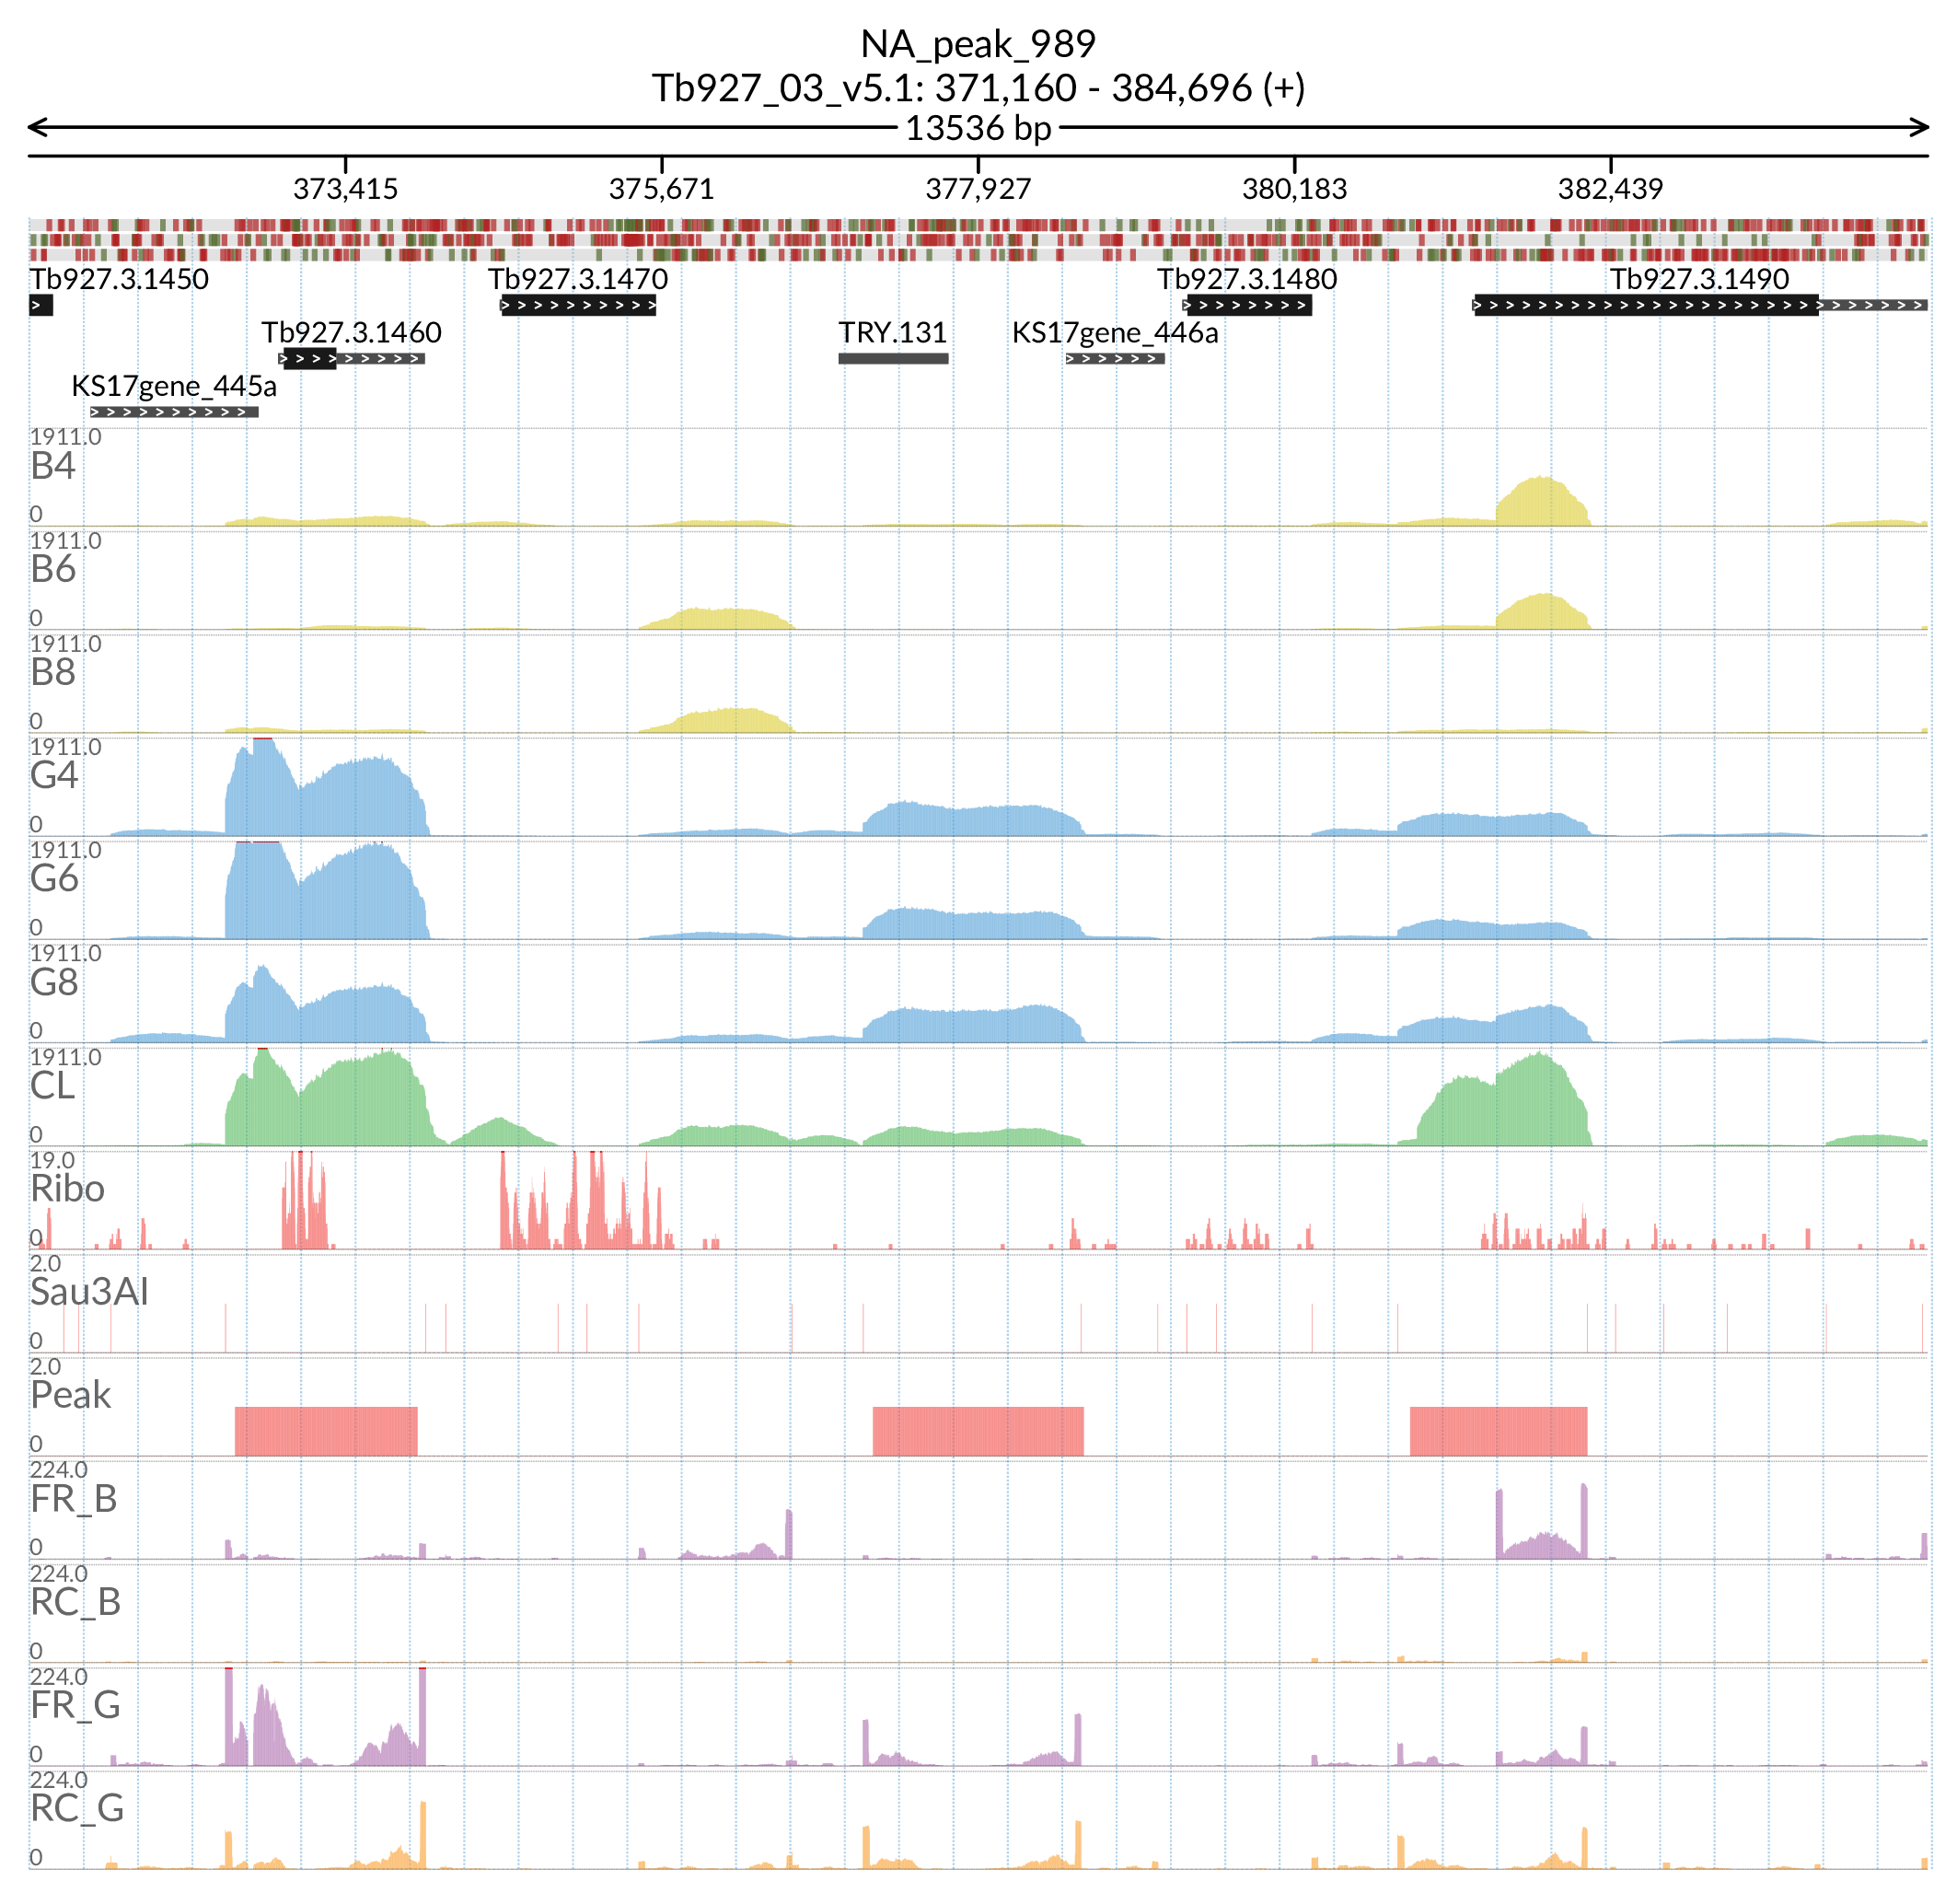 NA_peak_989
Tb927_03_v5.1: 371,160 - 384,696 (+)
13536 bp
373,415 375,671 377,927 380,183 382,439
Tb927.3.1450 Tb927.3.1470 Tb927.3.1480 Tb927.3.1490
Tb927.3.1460 TRY.131 KS17gene_446a
KS17gene_445a
1911.0
B4
0
1911.0
B6
0
1911.0
B8
0
1911.0
G4
0
1911.0
G6
0
1911.0
G8
0
1911.0
CL
0
19.0
Ribo
0
2.0
Sau3AI
0
2.0
Peak
0
224.0
FR_B
0
224.0
RC_B
0
224.0
FR_G
0
224.0
RC_G
0